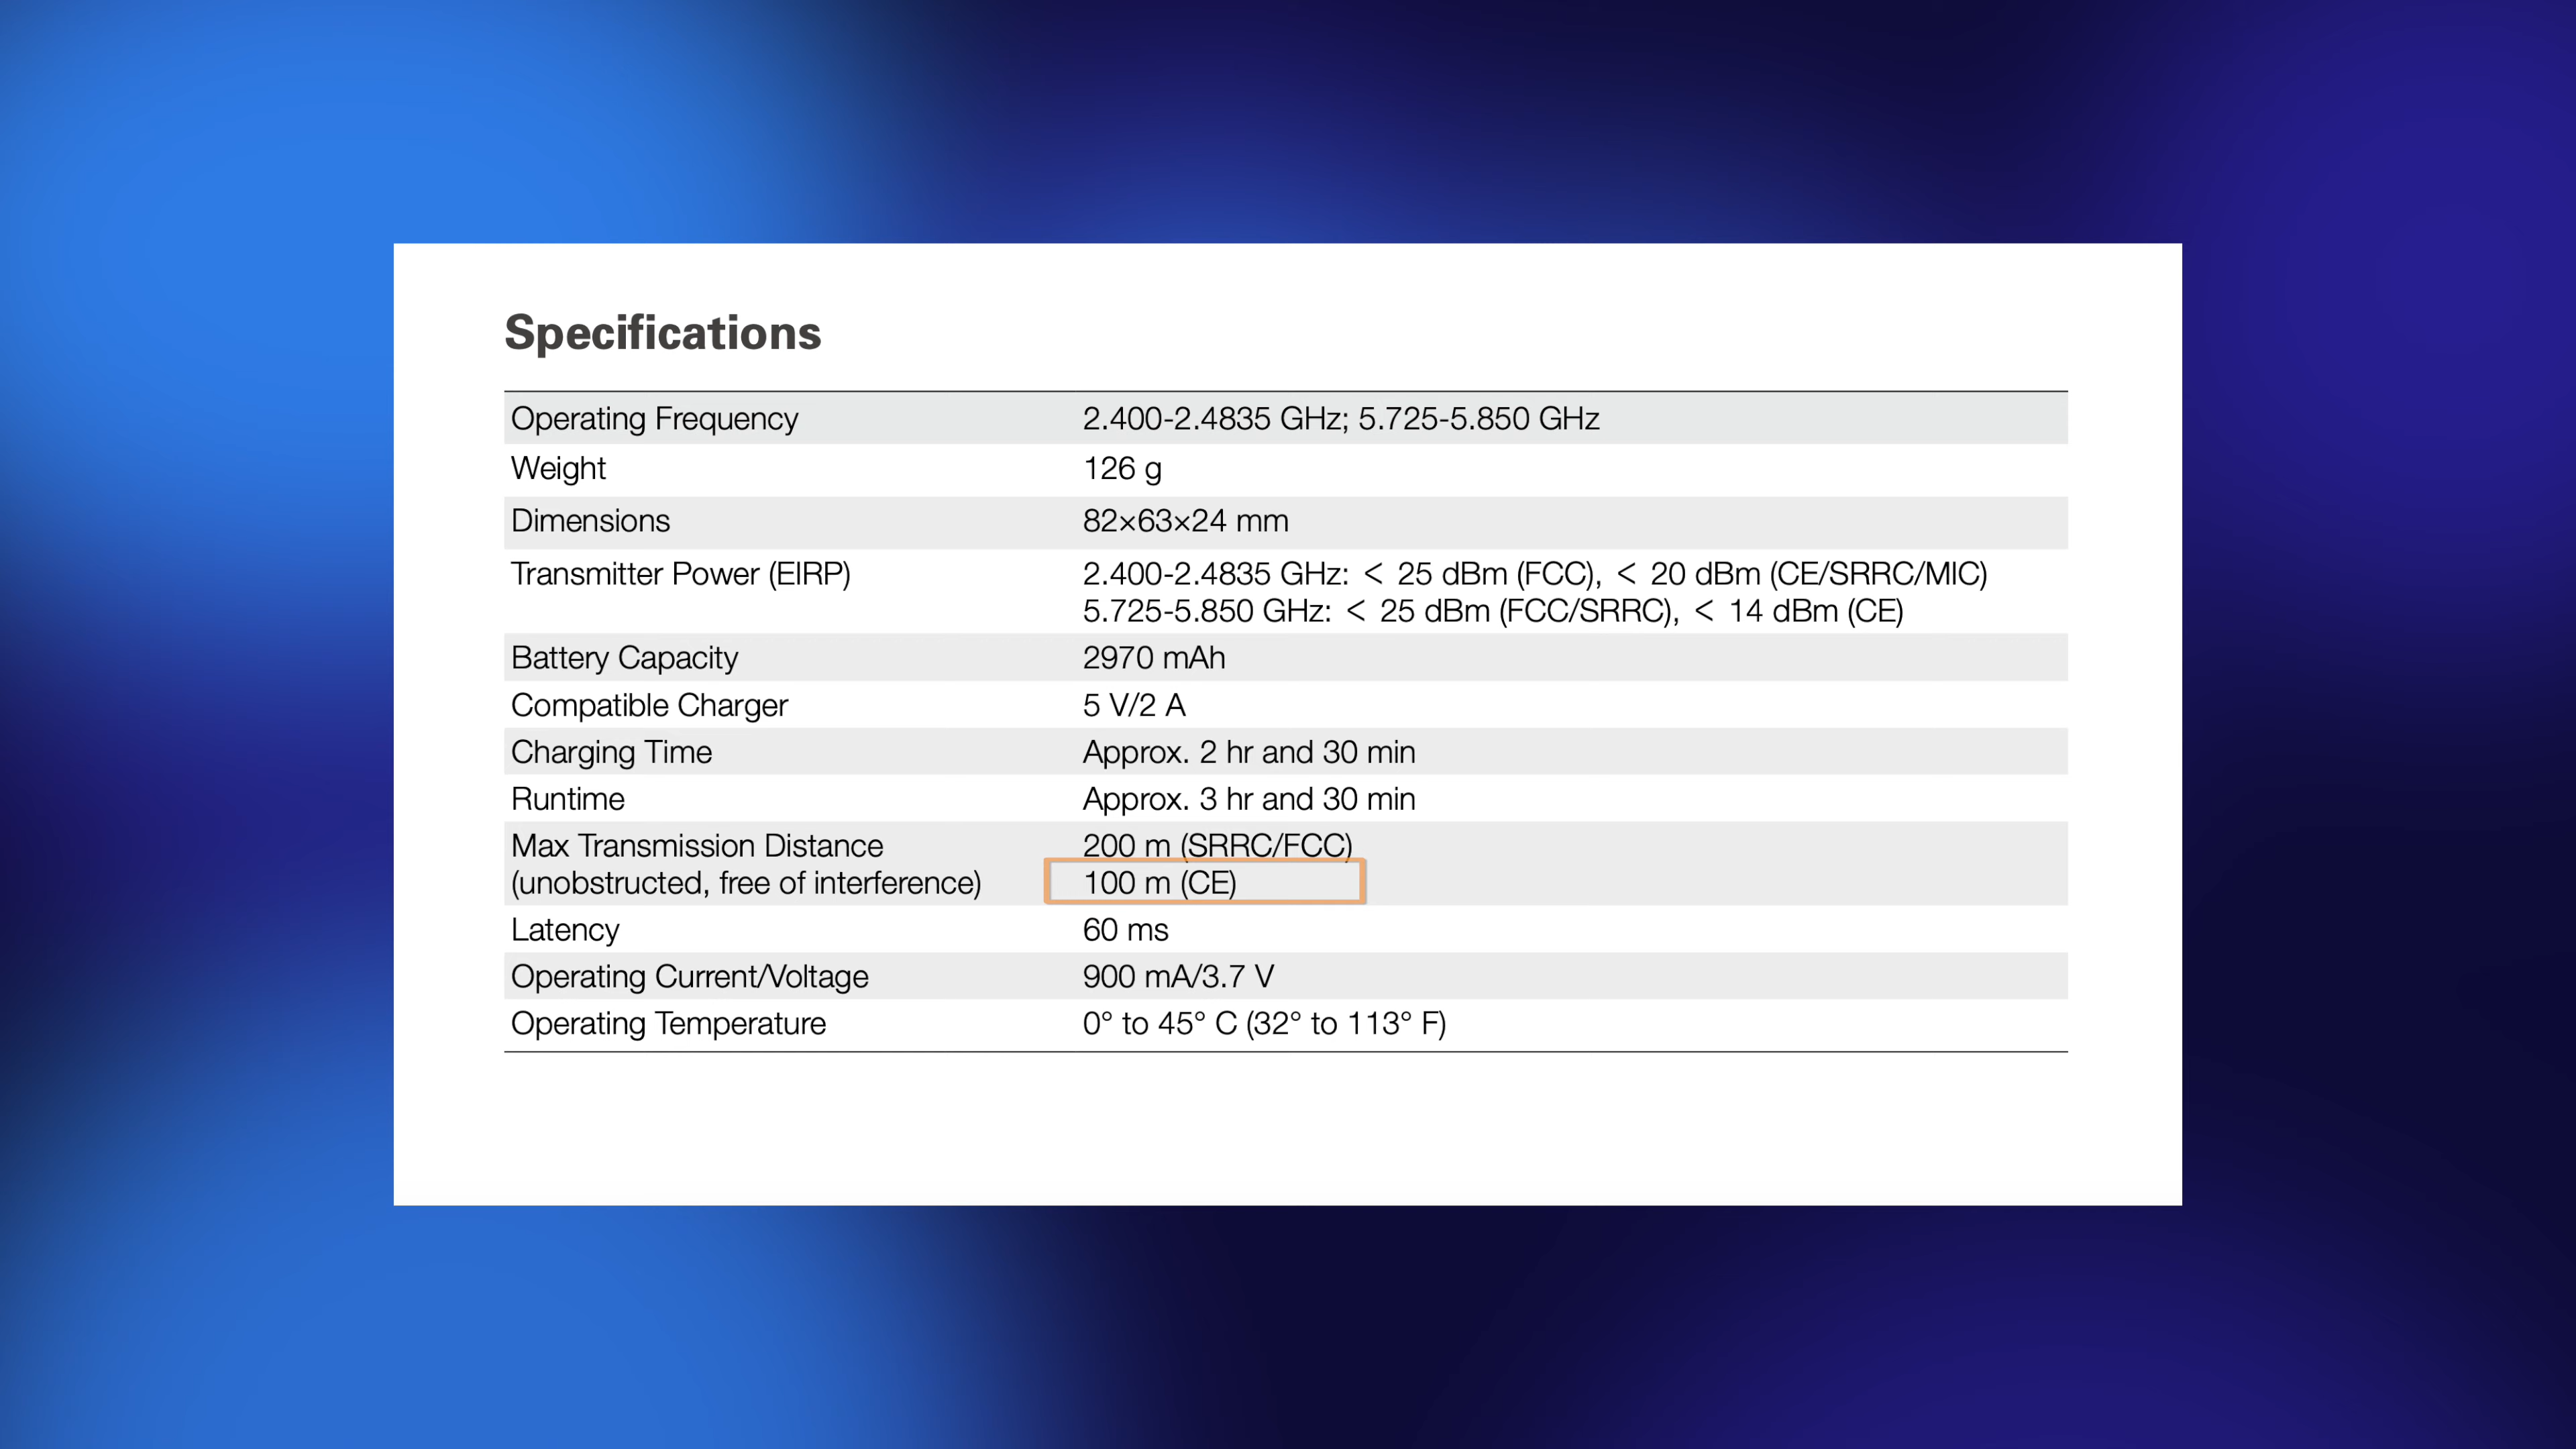 Specifications
Operating Frequency 2.400-2.4835 GHz; 5.725-5.850 GHz
Weight 126 g
Dimensions 82×63×24 mm
Transmitter Power (EIRP) 2.400-2.4835 GHz: < 25 dBm (FCC), < 20 dBm (CE/SRRC/MIC)
5.725-5.850 GHz: < 25 dBm (FCC/SRRC), < 14 dBm (CE)
Battery Capacity 2970 mAh
Compatible Charger 5 V/2 A
Charging Time Approx. 2 hr and 30 min
Runtime Approx. 3 hr and 30 min
Max Transmission Distance 200 m (SRRC/FCC)
(unobstructed, free of interference) 100 m (CE)
Latency 60 ms
Operating Current/Voltage 900 mA/3.7 V
Operating Temperature 0° to 45° C (32° to 113° F)